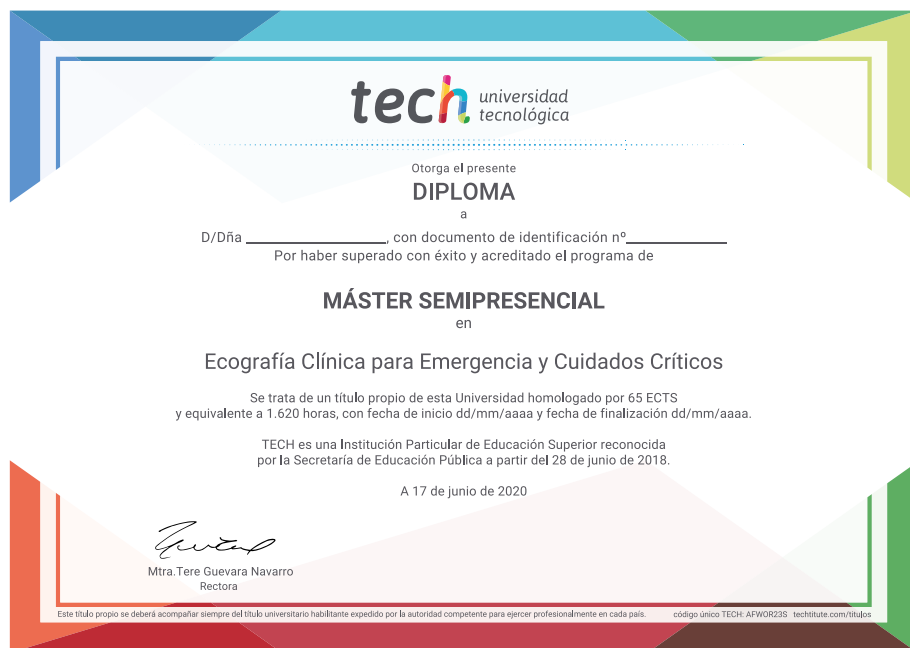 tech universidad
tecnológica
Otorga el presente
DIPLOMA
a
D/Dña , con documento de identificación nº
Por haber superado con éxito y acreditado el programa de
MÁSTER SEMIPRESENCIAL
en
Ecografía Clínica para Emergencia y Cuidados Críticos
Se trata de un título propio de esta Universidad homologado por 65 ECTS
y equivalente a 1.620 horas, con fecha de inicio dd/mm/aaaa y fecha de finalización dd/mm/aaaa.
TECH es una Institución Particular de Educación Superior reconocida
por la Secretaría de Educación Pública a partir del 28 de junio de 2018.
A 17 de junio de 2020
Mtra.Tere Guevara Navarro
Rectora
Este título propio se deberá acompañar siempre del título universitario habilitante expedido por la autoridad competente para ejercer profesionalmente en cada país. código único TECH: AFWOR23S techtitute.com/titulos